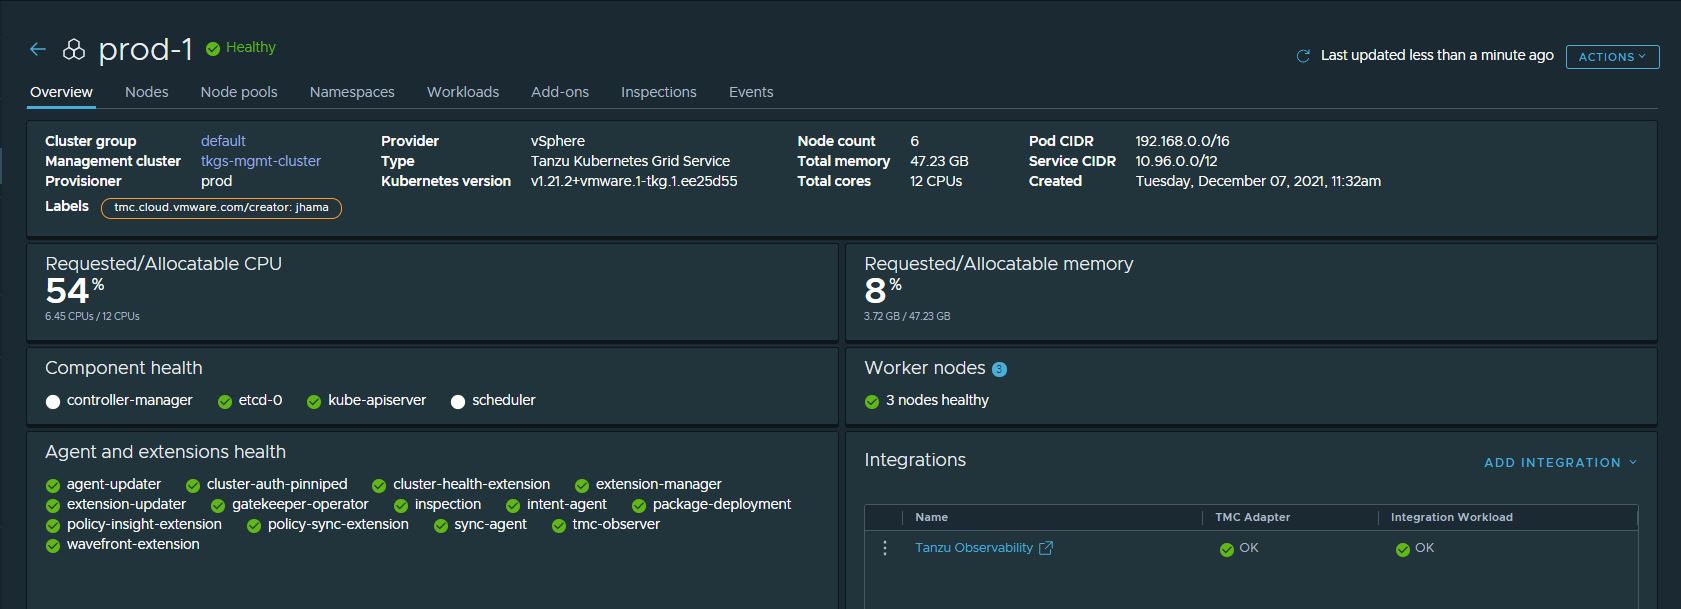 prod-1 Healthy
Last updated less than a minute ago ACTIONS
Overview Nodes Node pools Namespaces Workloads Add-ons Inspections Events
Cluster group default Provider vSphere Node count 6 Pod CIDR 192.168.0.0/16
Management cluster tkgs-mgmt-cluster Type Tanzu Kubernetes Grid Service Total memory 47.23 GB Service CIDR 10.96.0.0/12
Provisioner prod Kubernetes version v1.21.2+vmware.1-tkg.1.ee25d55 Total cores 12 CPUs Created Tuesday, December 07, 2021, 11:32am
Labels tmc.cloud.vmware.com/creator: jhama
Requested/Allocatable CPU
54%
6.45 CPUs / 12 CPUs
Requested/Allocatable memory
8%
3.72 GB / 47.23 GB
Component health
controller-manager etcd-0 kube-apiserver scheduler
Worker nodes 3
3 nodes healthy
Agent and extensions health
agent-updater cluster-auth-pinniped cluster-health-extension extension-manager
extension-updater gatekeeper-operator inspection intent-agent package-deployment
policy-insight-extension policy-sync-extension sync-agent tmc-observer
wavefront-extension
Integrations ADD INTEGRATION
Name TMC Adapter Integration Workload
Tanzu Observability OK OK